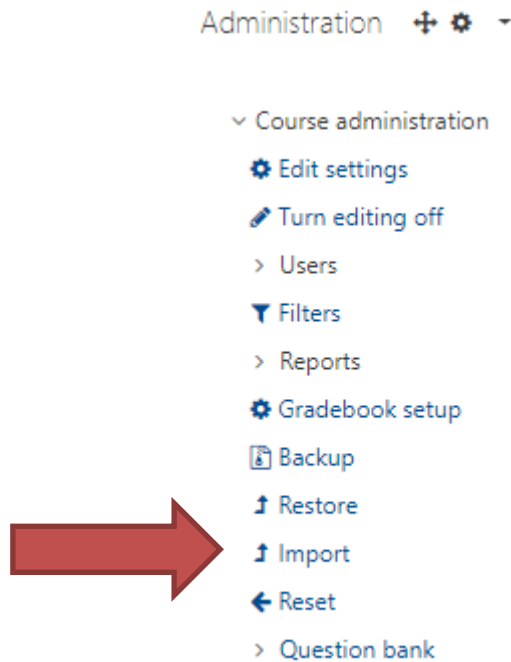 Administration
Course administration
Edit settings
Turn editing off
Users
Filters
Reports
Gradebook setup
Backup
Restore
Import
Reset
Question bank